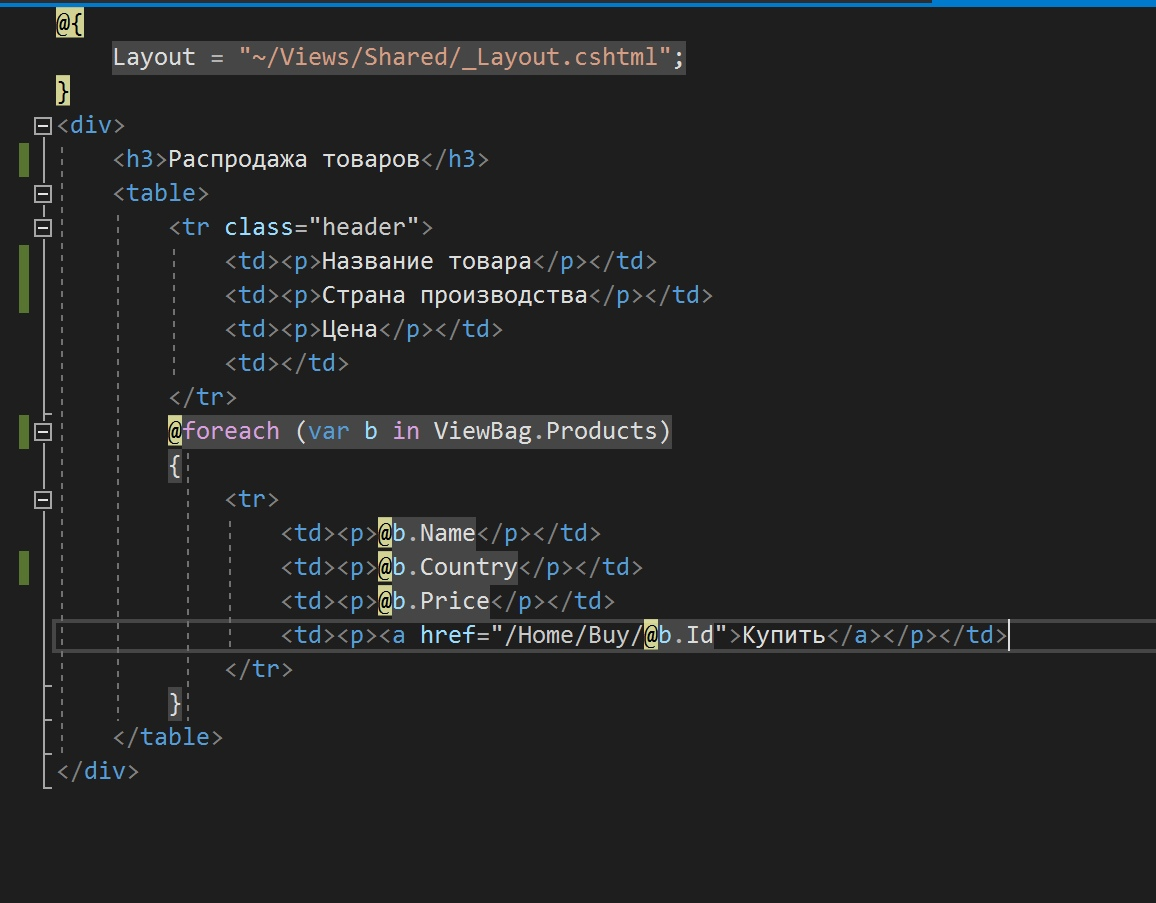 @{
Layout = "~/Views/Shared/_Layout.cshtml";
}
<div>
<h3>Распродажа товаров</h3>
<table>
<tr class="header">
<td><p>Название товара</p></td>
<td><p>Страна производства</p></td>
<td><p>Цена</p></td>
<td></td>
</tr>
@foreach (var b in ViewBag.Products)
{
<tr>
<td><p>@b.Name</p></td>
<td><p>@b.Country</p></td>
<td><p>@b.Price</p></td>
<td><p><a href="/Home/Buy/@b.Id">Купить</a></p></td>
</tr>
}
</table>
</div>